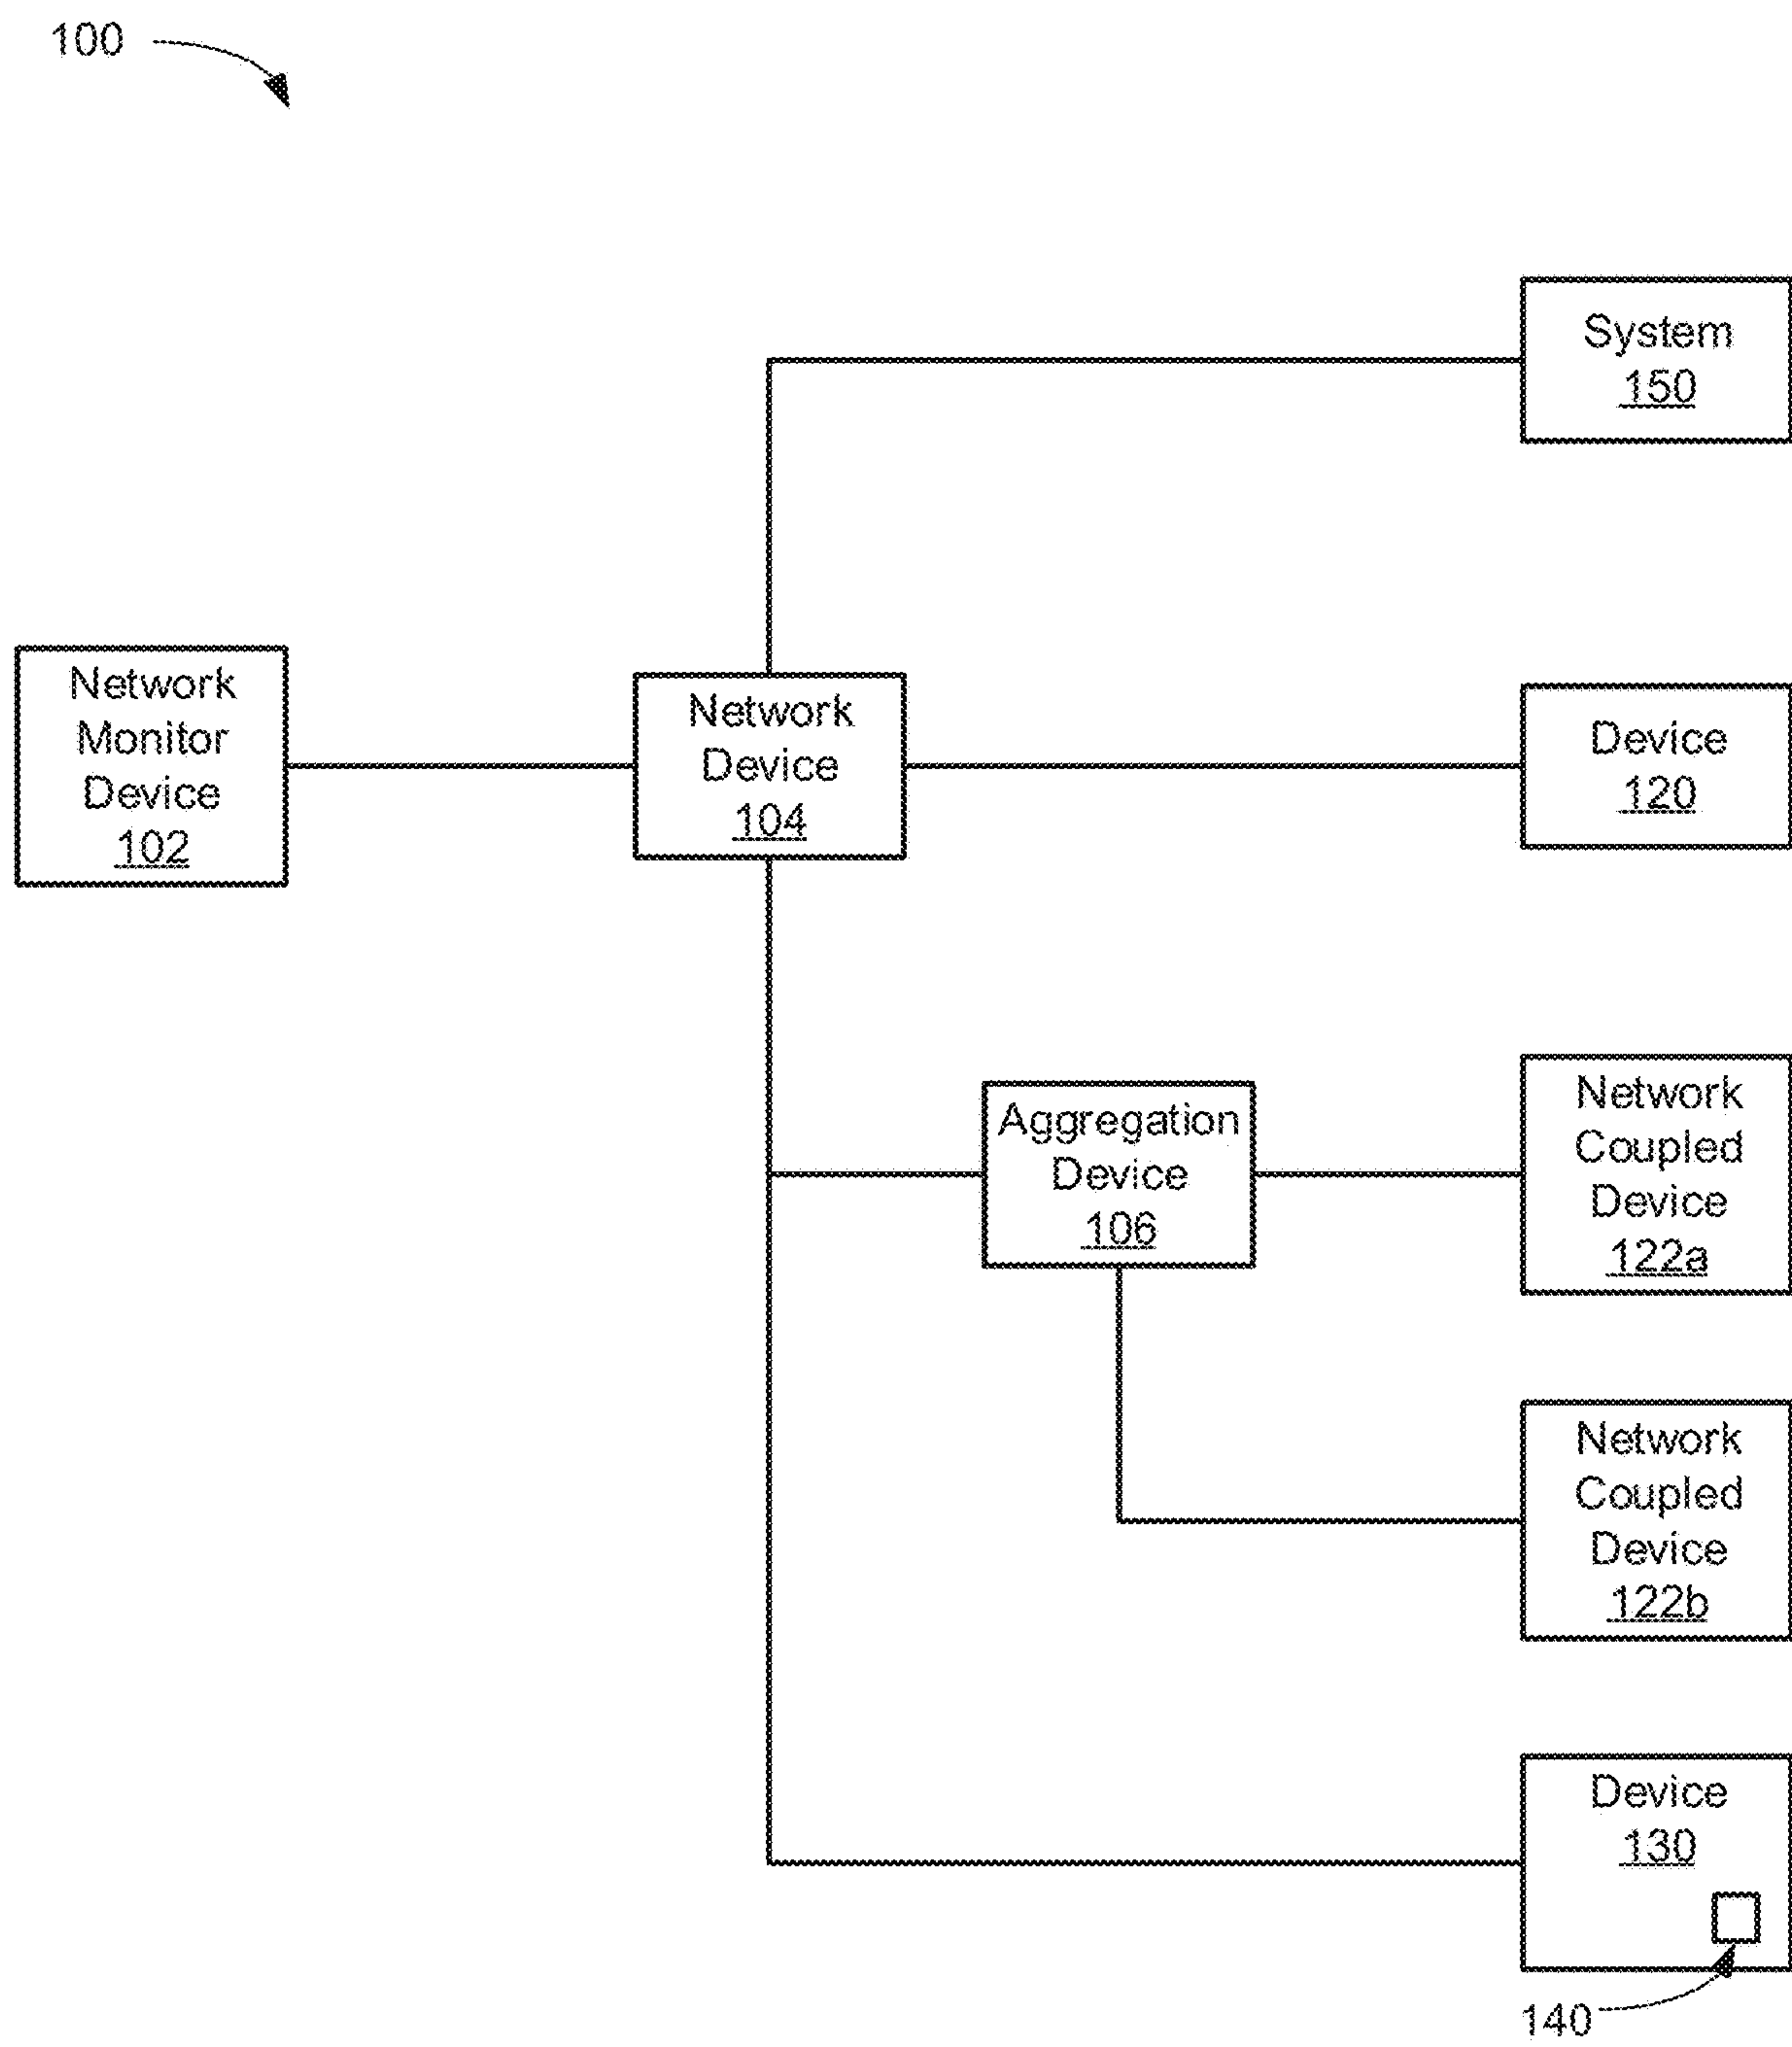 100
System
150
Network
Monitor
Device
102
Network
Device
104
Device
120
Aggregation
Device
106
Network
Coupled
Device
122a
Network
Coupled
Device
122b
Device
130
140